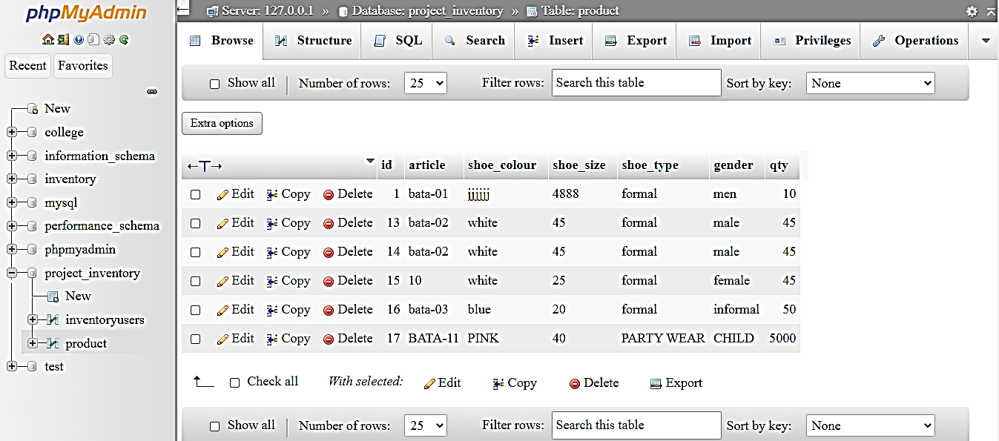 phpMyAdmin
Recent Favorites
New
college
information_schema
inventory
mysql
performance_schema
phpmyadmin
project_inventory
New
inventoryusers
product
test
Server: 127.0.0.1 » Database: project_inventory » Table: product
Browse Structure SQL Search Insert Export Import Privileges Operations
Show all Number of rows: 25 Filter rows: Search this table Sort by key: None
Extra options
←T→ id article shoe_colour shoe_size shoe_type gender qty
Edit Copy Delete 1 bata-01 jjjjjj 4888 formal men 10
Edit Copy Delete 13 bata-02 white 45 formal male 45
Edit Copy Delete 14 bata-02 white 45 formal male 45
Edit Copy Delete 15 10 white 25 formal female 45
Edit Copy Delete 16 bata-03 blue 20 formal informal 50
Edit Copy Delete 17 BATA-11 PINK 40 PARTY WEAR CHILD 5000
Check all With selected: Edit Copy Delete Export
Show all Number of rows: 25 Filter rows: Search this table Sort by key: None